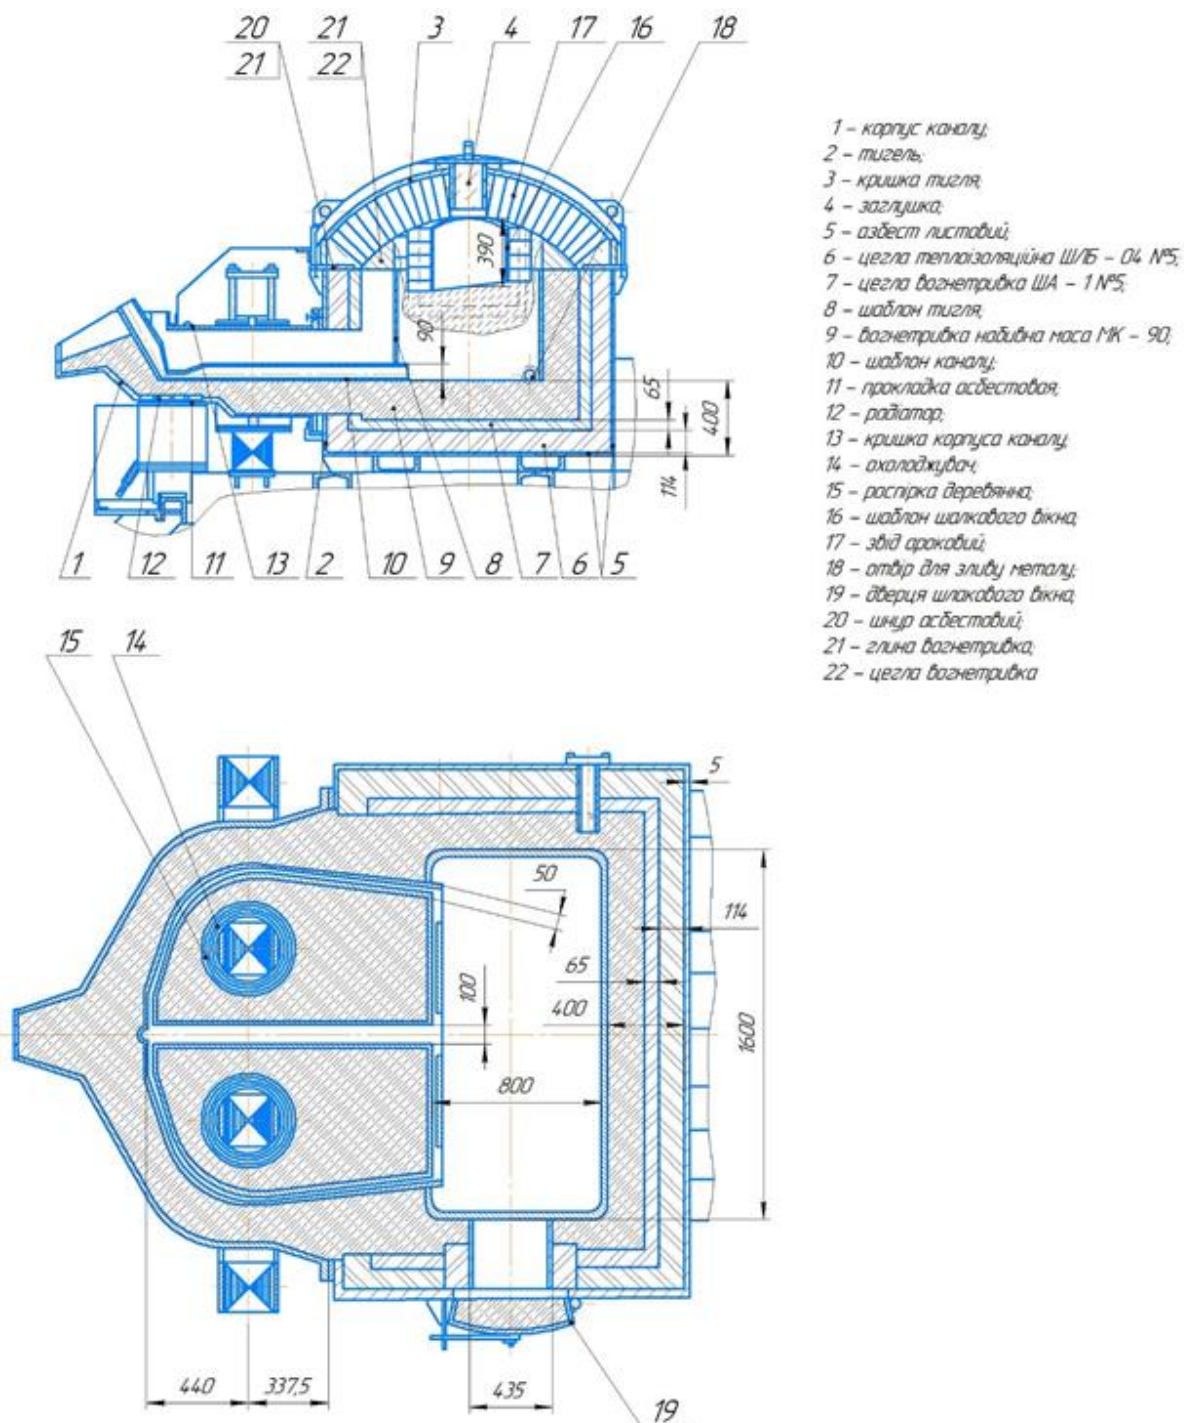 20 21 3 4 17 16 18
21 22
1 – корпус каналу;
2 – тигель;
3 – кришка тигля;
4 – заглушка;
5 – азбест листовий;
6 – цегла теплоізоляційна ШЛБ – 04 №5;
7 – цегла вогнетривка ША – 1 №5;
8 – шаблон тигля;
9 – вогнетривка набивна маса МК – 90;
10 – шаблон каналу;
11 – прокладка асбестовая;
12 – радіатор;
13 – кришка корпуса каналу;
14 – охолоджувач;
15 – роспірка деревянна;
16 – шаблон шалкового вікна;
17 – звід ароковий;
18 – отвір для зливу металу;
19 – дверця шлакового вікна;
20 – шнур асбестовий;
21 – глина вогнетривка;
22 – цегла вогнетривка
390
90
65
400
114
1 12 11 13 2 10 9 8 7 6 5
15 14
5
50
114
65
100
400
1600
800
440 337,5 435
19